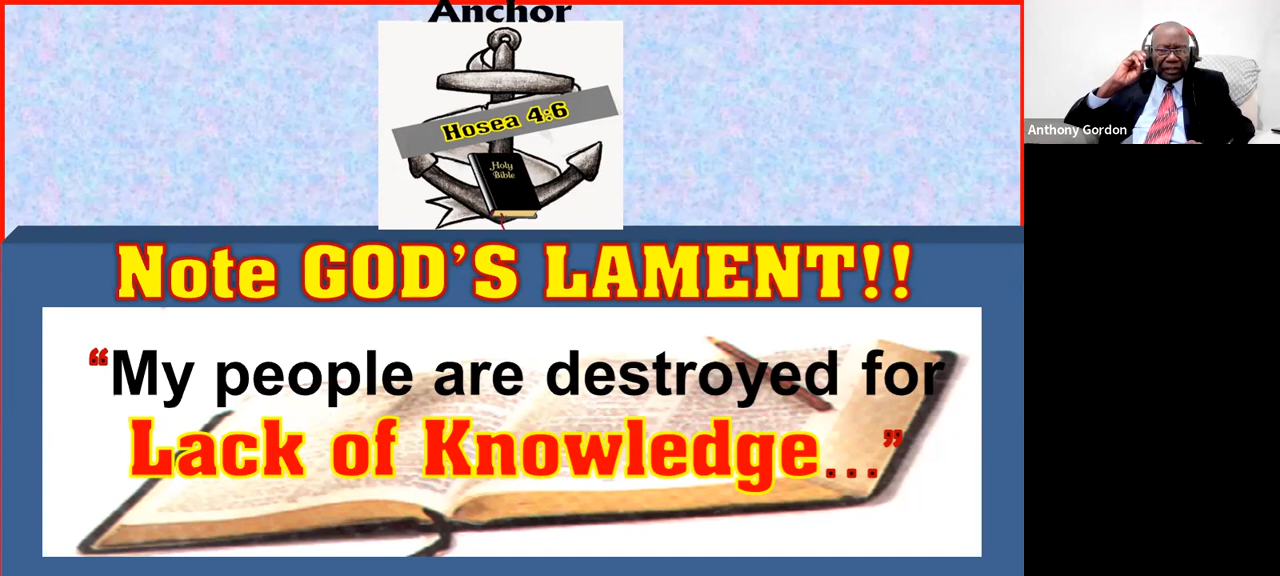 Anchor
Hosea 4:6
Holy
Bible
Note GOD’S LAMENT!!
“My people are destroyed for
Lack of Knowledge...”
Anthony Gordon